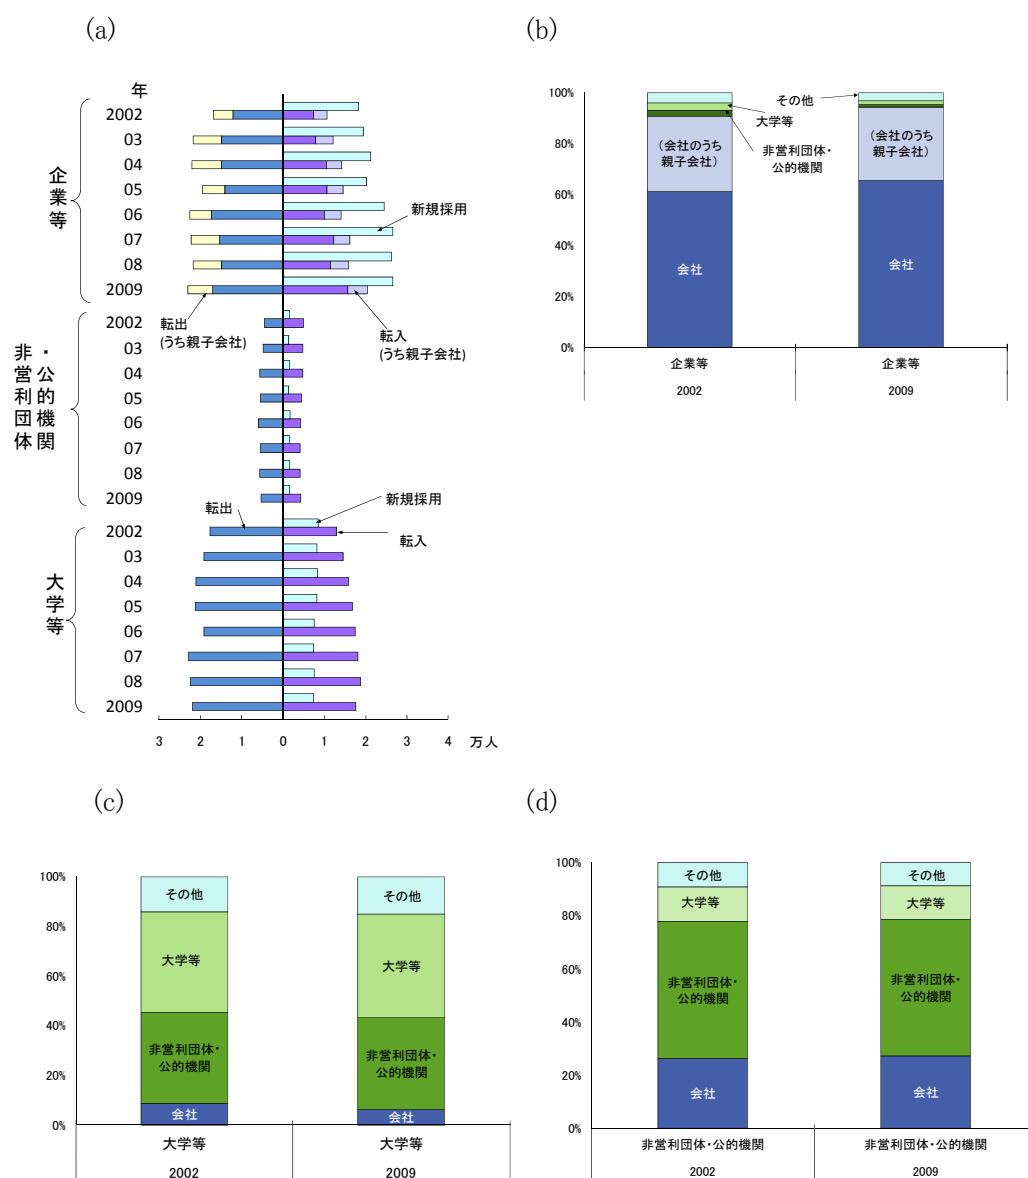 (a)
年
企業等
2002
03
04
05
06
07
08
2009
新規採用
転出
(うち親子会社)
転入
(うち親子会社)
非営利団体
・公的機関
2002
03
04
05
06
07
08
2009
新規採用
転出
転入
大学等
2002
03
04
05
06
07
08
2009
3
2
1
0
1
2
3
4
万人
(b)
100%
80%
60%
40%
20%
0%
その他
大学等
非営利団体・
公的機関
(会社のうち
親子会社)
会社
(会社のうち
親子会社)
会社
企業等
企業等
2002
2009
(c)
100%
80%
60%
40%
20%
0%
その他
大学等
非営利団体・
公的機関
会社
その他
大学等
非営利団体・
公的機関
会社
大学等
大学等
2002
2009
(d)
100%
80%
60%
40%
20%
0%
その他
大学等
非営利団体・
公的機関
会社
その他
大学等
非営利団体・
公的機関
会社
非営利団体・公的機関
非営利団体・公的機関
2002
2009